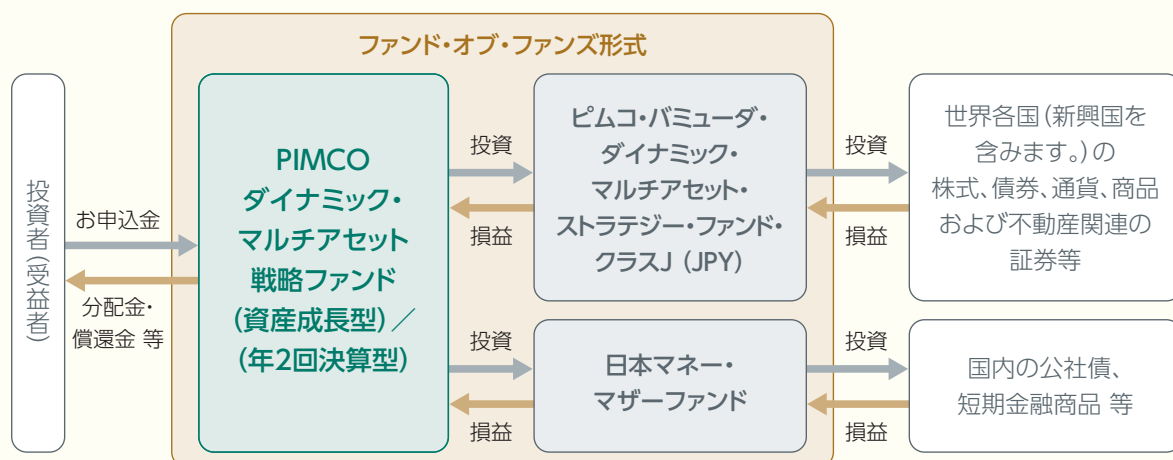 ファンド・オブ・ファンズ形式
投資者（受益者）
お申込金
分配金・
償還金 等
PIMCO
ダイナミック・
マルチアセット
戦略ファンド
（資産成長型）／
（年2回決算型）
投資
損益
ピムコ・バミューダ・
ダイナミック・
マルチアセット・
ストラテジー・ファンド・
クラスJ（JPY）
投資
損益
世界各国（新興国を
含みます。）の
株式、債券、通貨、商品
および不動産関連の
証券等
投資
損益
日本マネー・
マザーファンド
投資
損益
国内の公社債、
短期金融商品 等